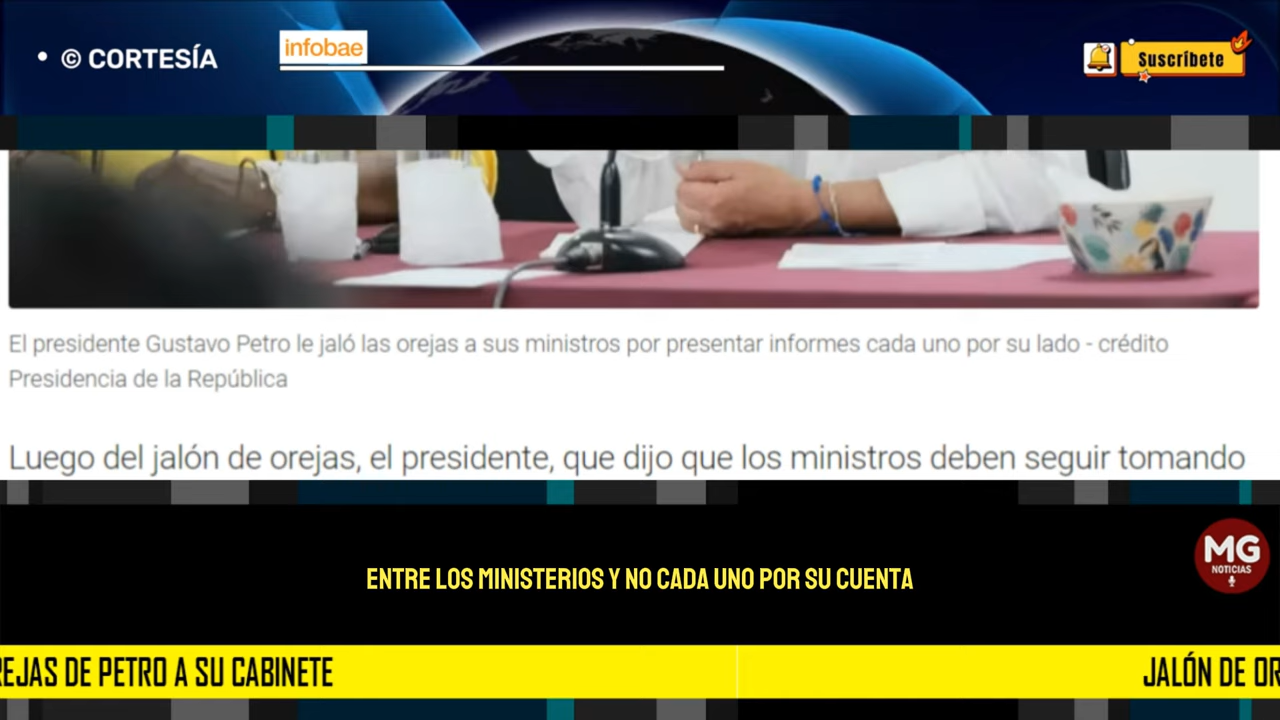 © CORTESÍA
infobae
Suscríbete
El presidente Gustavo Petro le jaló las orejas a sus ministros por presentar informes cada uno por su lado - crédito
Presidencia de la República
Luego del jalón de orejas, el presidente, que dijo que los ministros deben seguir tomando
MG
NOTICIAS
ENTRE LOS MINISTERIOS Y NO CADA UNO POR SU CUENTA
REJAS DE PETRO A SU CABINETE
JALÓN DE OR